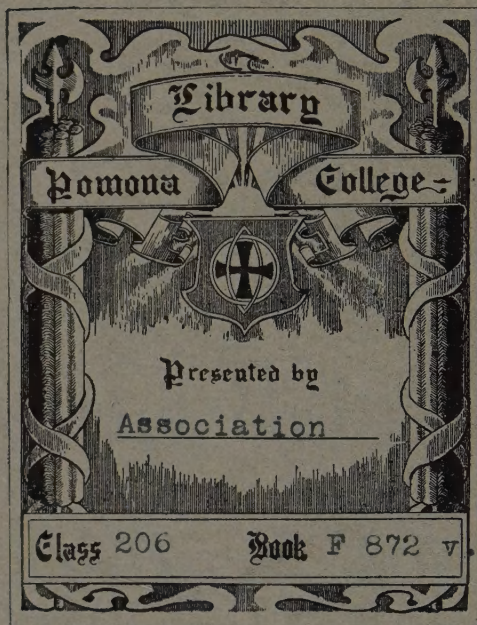 Library
Pomona College
Presented by
Association
Class 206 Book F 872 v.